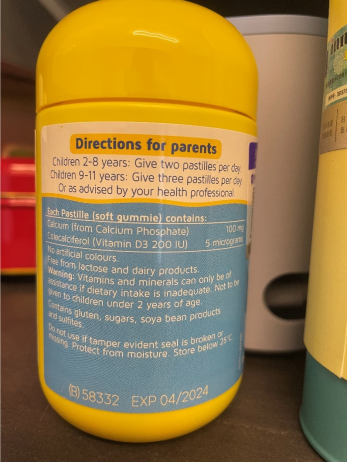 Directions for parents
Children 2-8 years: Give two pastilles per day.
Children 9-11 years: Give three pastilles per day
Or as advised by your health professional.
Each Pastille (soft gummie) contains:
Calcium (from Calcium Phosphate) 100 mg
Colecalciferol (Vitamin D3 200 IU) 5 micrograms
No artificial colours.
Free from lactose and dairy products.
Warning: Vitamins and minerals can only be of
assistance if dietary intake is inadequate. Not to be
given to children under 2 years of age.
Contains gluten, sugars, soya bean products
and sulfites.
Do not use if tamper evident seal is broken or
missing. Protect from moisture. Store below 25°C
(B) 58332 EXP 04/2024